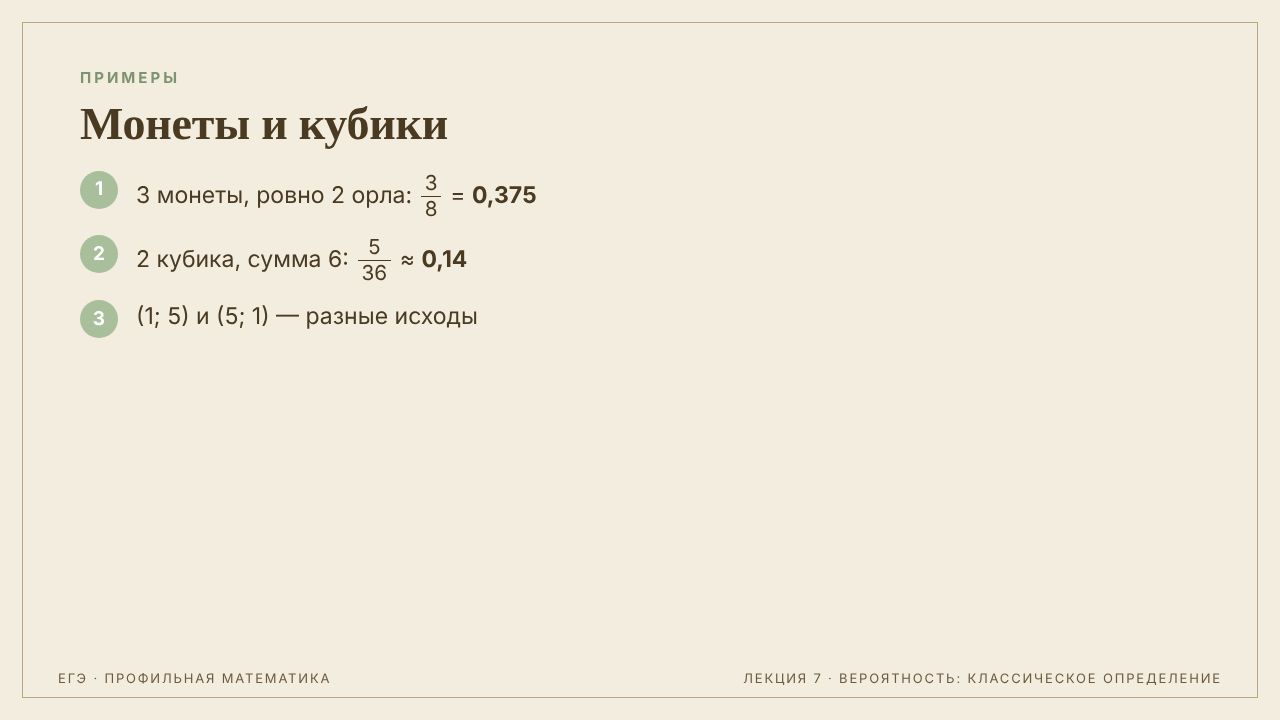 ПРИМЕРЫ
Монеты и кубики
1 3 монеты, ровно 2 орла: 3/8 = 0,375
2 2 кубика, сумма 6: 5/36 ≈ 0,14
3 (1; 5) и (5; 1) — разные исходы
ЕГЭ · ПРОФИЛЬНАЯ МАТЕМАТИКА
ЛЕКЦИЯ 7 · ВЕРОЯТНОСТЬ: КЛАССИЧЕСКОЕ ОПРЕДЕЛЕНИЕ